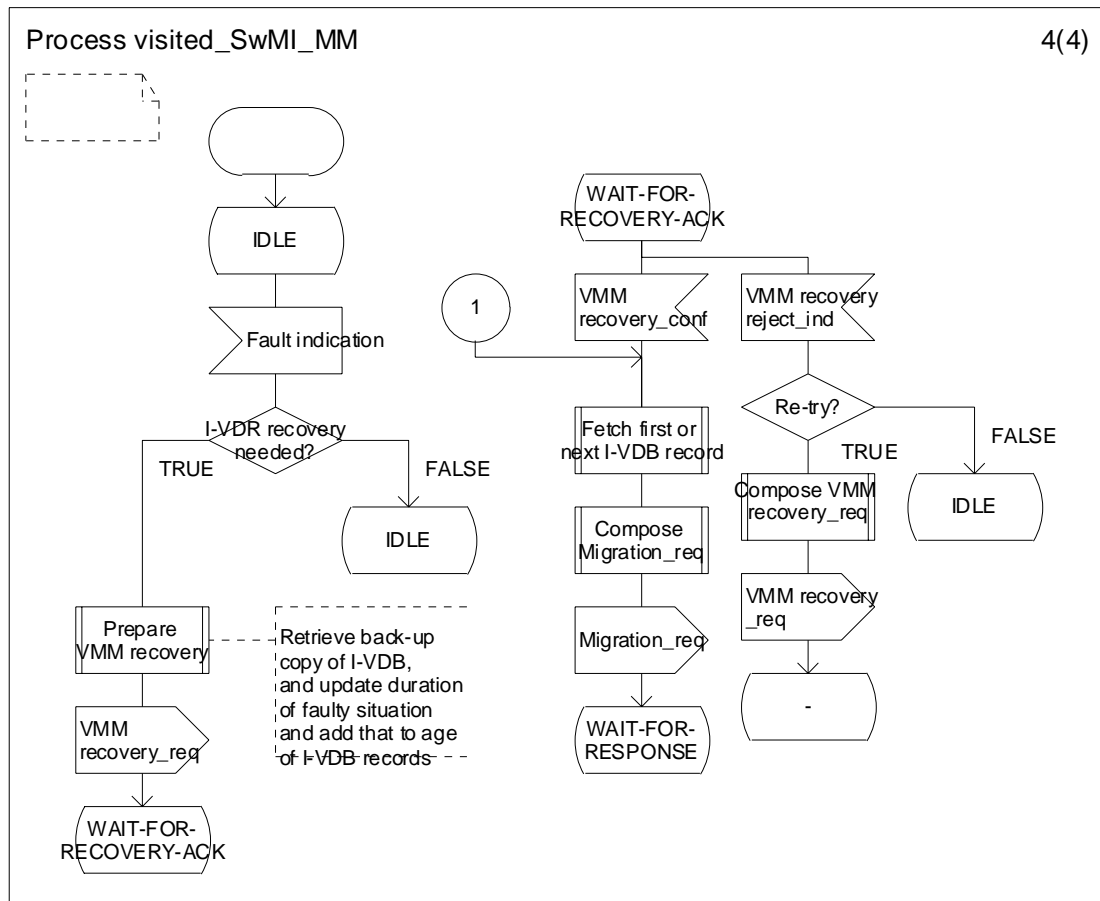 Process visited_SwMI_MM
4(4)
IDLE
Fault indication
I-VDR recovery
needed?
TRUE
FALSE
IDLE
Prepare
VMM recovery
Retrieve back-up
copy of I-VDB,
and update duration
of faulty situation
and add that to age
of I-VDB records
VMM
recovery_req
WAIT-FOR-
RECOVERY-ACK
WAIT-FOR-
RECOVERY-ACK
1
VMM
recovery_conf
Fetch first or
next I-VDB record
Compose
Migration_req
Migration_req
WAIT-FOR-
RESPONSE
VMM recovery
reject_ind
Re-try?
TRUE
FALSE
IDLE
Compose VMM
recovery_req
VMM recovery
_req
-